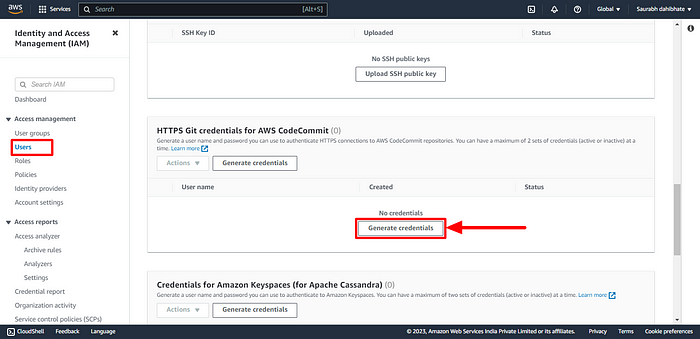 aws
Services
Search
[Alt+S]
Global
Saurabh dahibhate
Identity and Access
Management (IAM)
Search IAM
Dashboard
Access management
User groups
Users
Roles
Policies
Identity providers
Account settings
Access reports
Access analyzer
Archive rules
Analyzers
Settings
Credential report
Organization activity
Service control policies (SCPs)
SSH Key ID Uploaded Status
No SSH public keys
Upload SSH public key
HTTPS Git credentials for AWS CodeCommit (0)
Generate a user name and password you can use to authenticate HTTPS connections to AWS CodeCommit repositories. You can have a maximum of 2 sets of credentials (active or inactive) at a
time. Learn more
Actions Generate credentials
User name Created Status
No credentials
Generate credentials
Credentials for Amazon Keyspaces (for Apache Cassandra) (0)
Generate a user name and password you can use to authenticate to Amazon Keyspaces. You can have a maximum of two sets of credentials (active or inactive) at a time. Learn more
Actions Generate credentials
CloudShell Feedback Language
© 2023, Amazon Web Services India Private Limited or its affiliates. Privacy Terms Cookie preferences